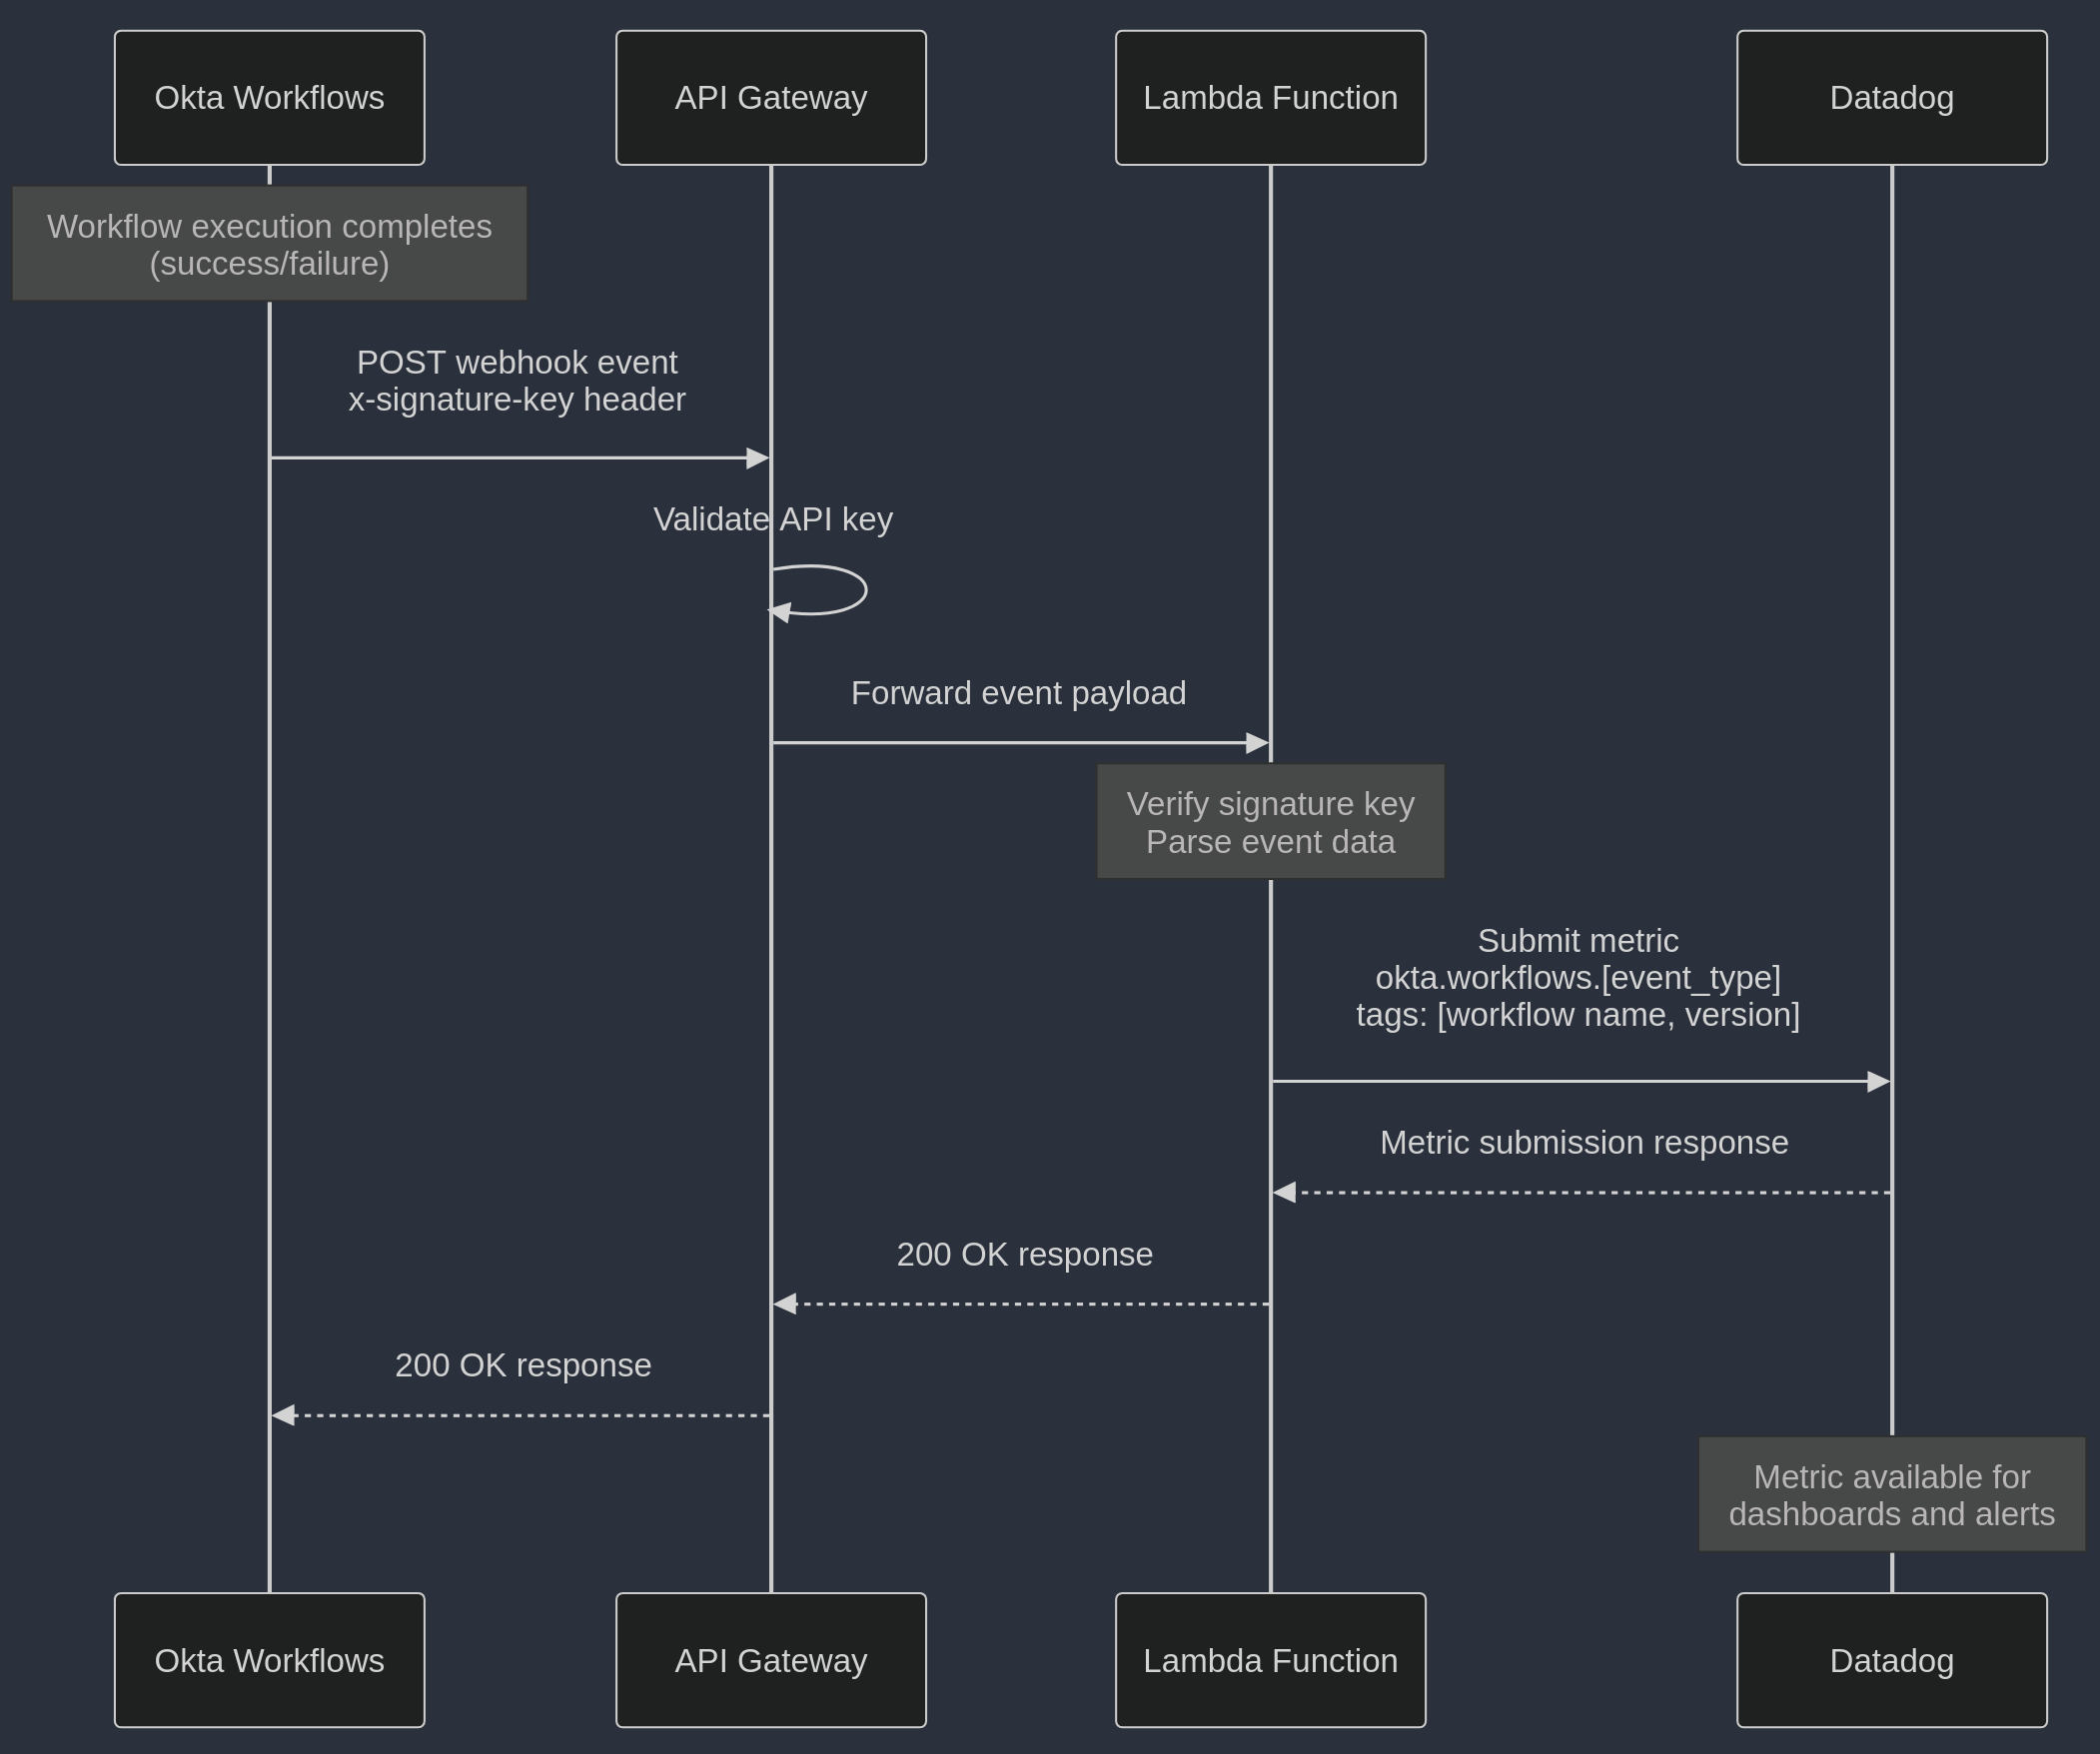 Okta Workflows
API Gateway
Lambda Function
Datadog
Workflow execution completes
(success/failure)
POST webhook event
x-signature-key header
Validate API key
Forward event payload
Verify signature key
Parse event data
Submit metric
okta.workflows.[event_type]
tags: [workflow name, version]
Metric submission response
200 OK response
200 OK response
Metric available for
dashboards and alerts
Okta Workflows
API Gateway
Lambda Function
Datadog